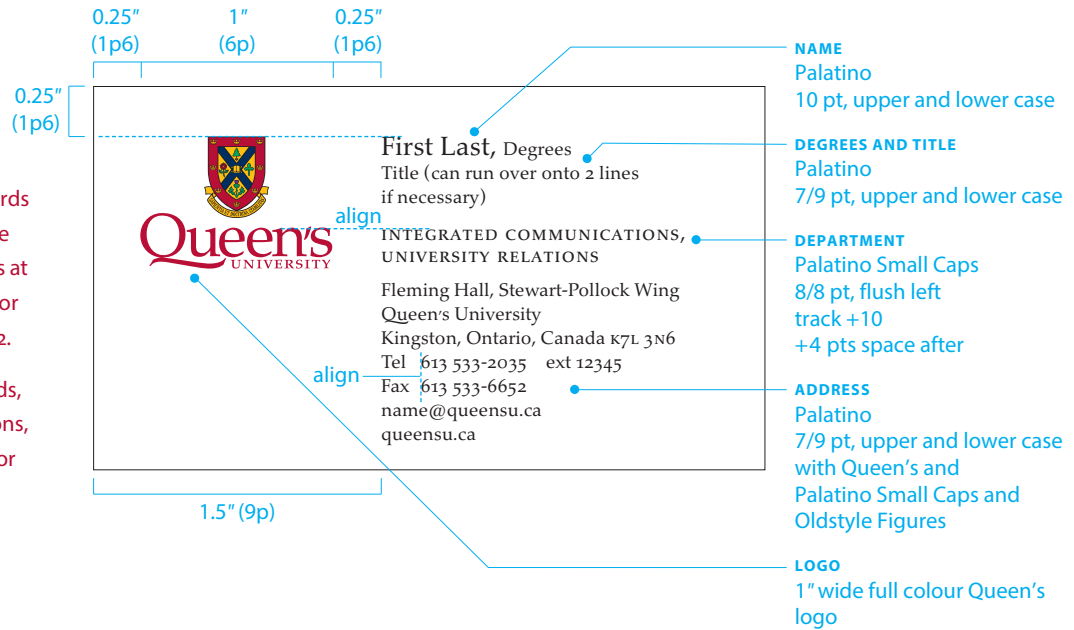 0.25" 1" 0.25"
(1p6) (6p) (1p6)
0.25"
(1p6)
Queen's
UNIVERSITY
First Last, Degrees
Title (can run over onto 2 lines
if necessary)
align
INTEGRATED COMMUNICATIONS,
UNIVERSITY RELATIONS
Fleming Hall, Stewart-Pollock Wing
Queen's University
Kingston, Ontario, Canada K7L 3N6
Tel 613 533-2035 ext 12345
align
Fax 613 533-6652
name@queensu.ca
queensu.ca
1.5" (9p)
NAME
Palatino
10 pt, upper and lower case
DEGREES AND TITLE
Palatino
7/9 pt, upper and lower case
DEPARTMENT
Palatino Small Caps
8/8 pt, flush left
track +10
+4 pts space after
ADDRESS
Palatino
7/9 pt, upper and lower case
with Queen's and
Palatino Small Caps and
Oldstyle Figures
LOGO
1" wide full colour Queen's
logo
at
or
2.
or